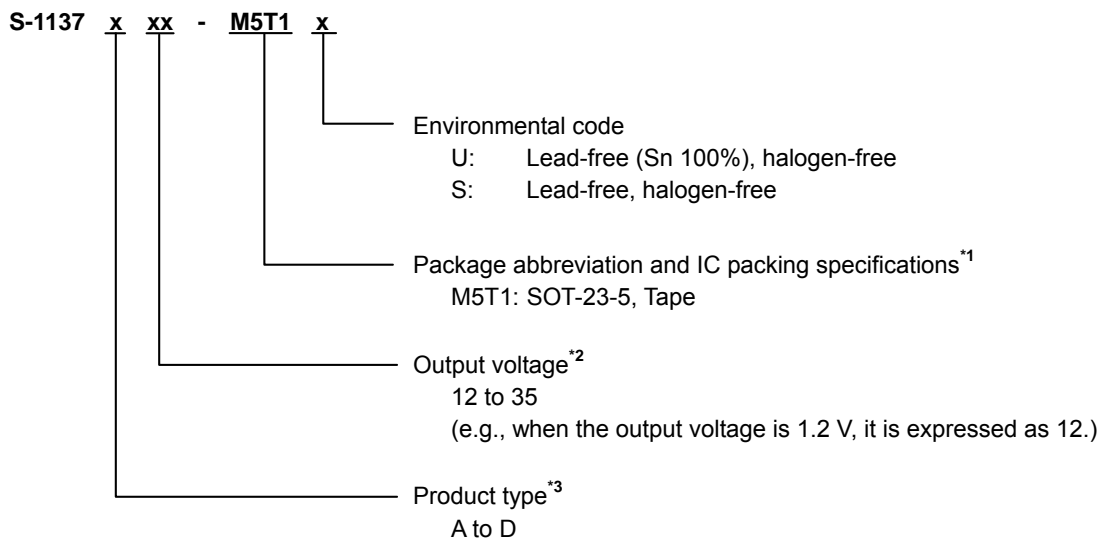 S-1137 x xx - M5T1 x
Environmental code
U: Lead-free (Sn 100%), halogen-free
S: Lead-free, halogen-free
Package abbreviation and IC packing specifications*1
M5T1: SOT-23-5, Tape
Output voltage*2
12 to 35
(e.g., when the output voltage is 1.2 V, it is expressed as 12.)
Product type*3
A to D